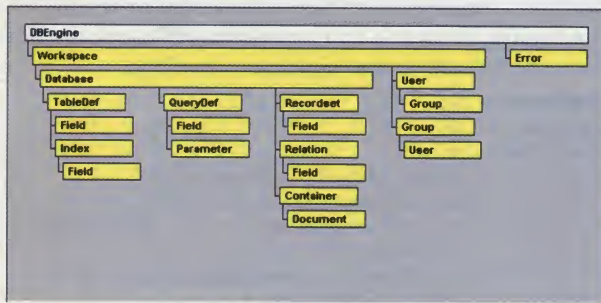 DBEngine
Workspace
Error
Database
User
TableDef
QueryDef
Recordset
Group
Field
Field
Field
Group
Index
Parameter
Relation
User
Field
Field
Container
Document